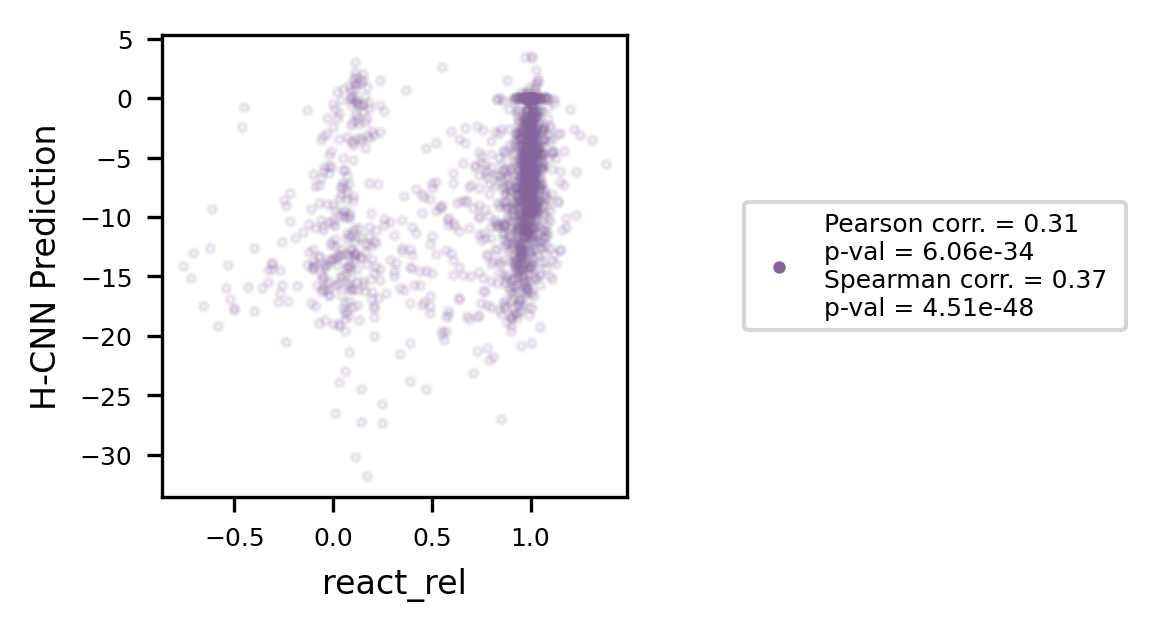 5
0
−5
−10
−15
−20
−25
−30
H-CNN Prediction
−0.5
0.0
0.5
1.0
react_rel
Pearson corr. = 0.31
p-val = 6.06e-34
Spearman corr. = 0.37
p-val = 4.51e-48